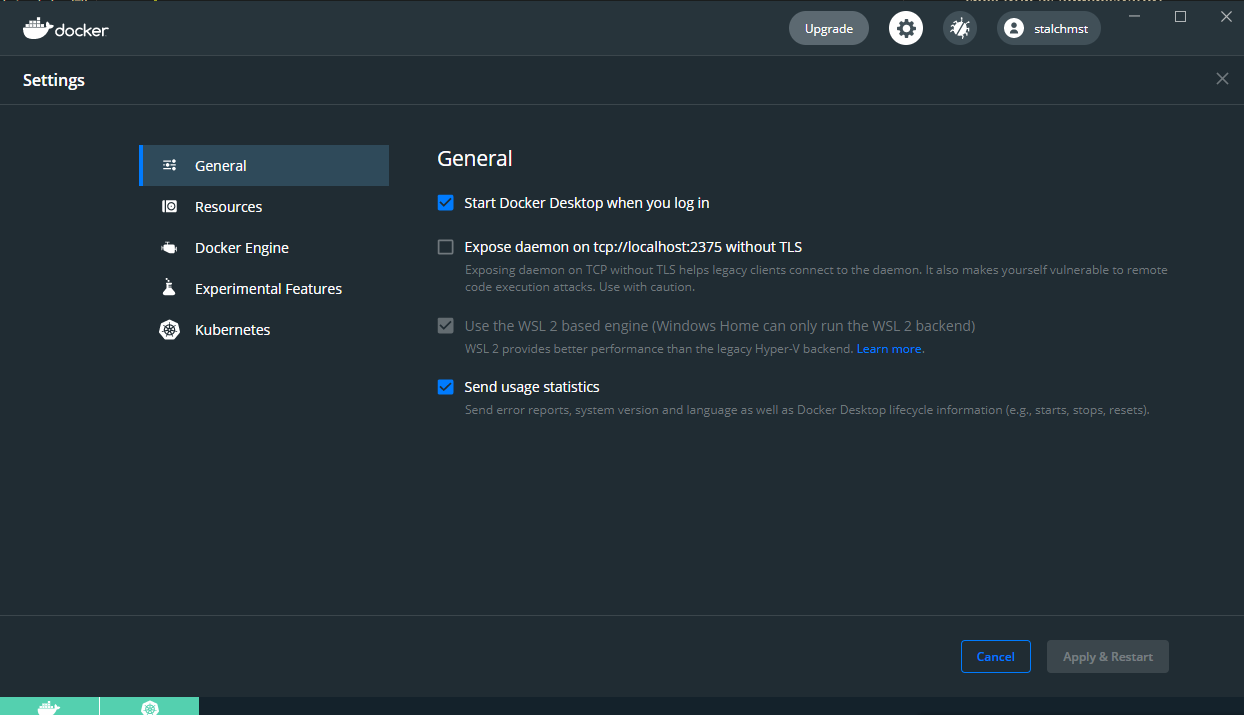 docker
Upgrade
stalchmst
Settings
General
Resources
Docker Engine
Experimental Features
Kubernetes
General
Start Docker Desktop when you log in
Expose daemon on tcp://localhost:2375 without TLS
Exposing daemon on TCP without TLS helps legacy clients connect to the daemon. It also makes yourself vulnerable to remote
code execution attacks. Use with caution.
Use the WSL 2 based engine (Windows Home can only run the WSL 2 backend)
WSL 2 provides better performance than the legacy Hyper-V backend. Learn more.
Send usage statistics
Send error reports, system version and language as well as Docker Desktop lifecycle information (e.g., starts, stops, resets).
Cancel
Apply & Restart